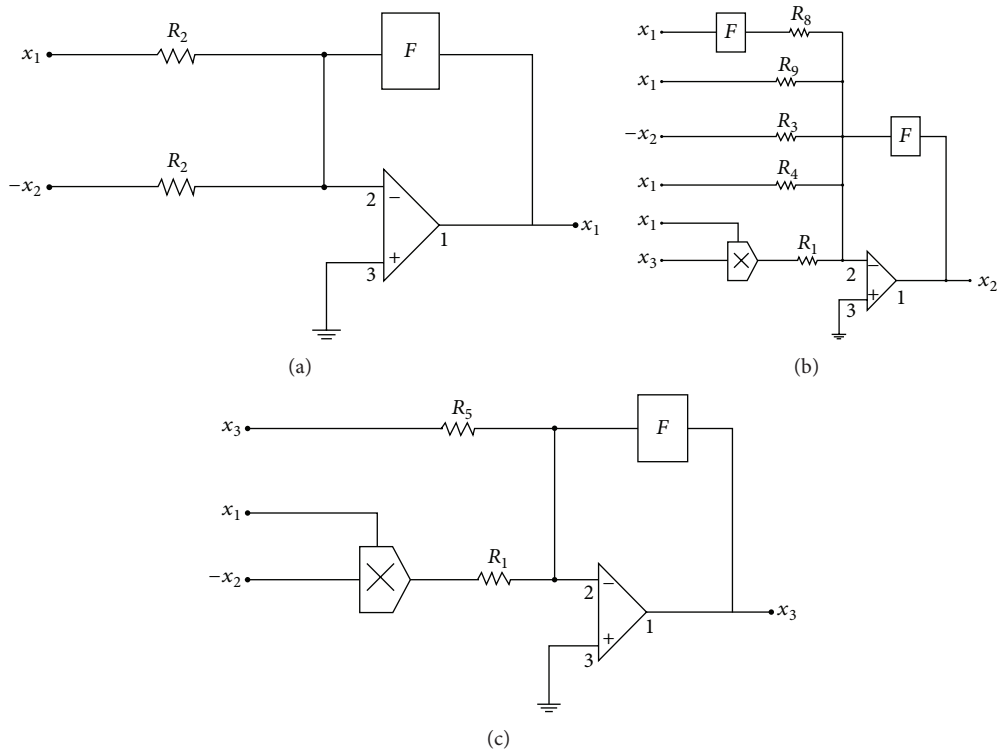 R₂
x₁
F
R₂
−x₂
2
−
+
3
1
x₁
(a)
R₈
x₁
F
R₉
x₁
R₃
−x₂
F
R₄
x₁
x₁
R₁
x₃
×
2
−
+
3
1
x₂
(b)
R₅
x₃
F
x₁
R₁
−x₂
×
2
−
+
3
1
x₃
(c)